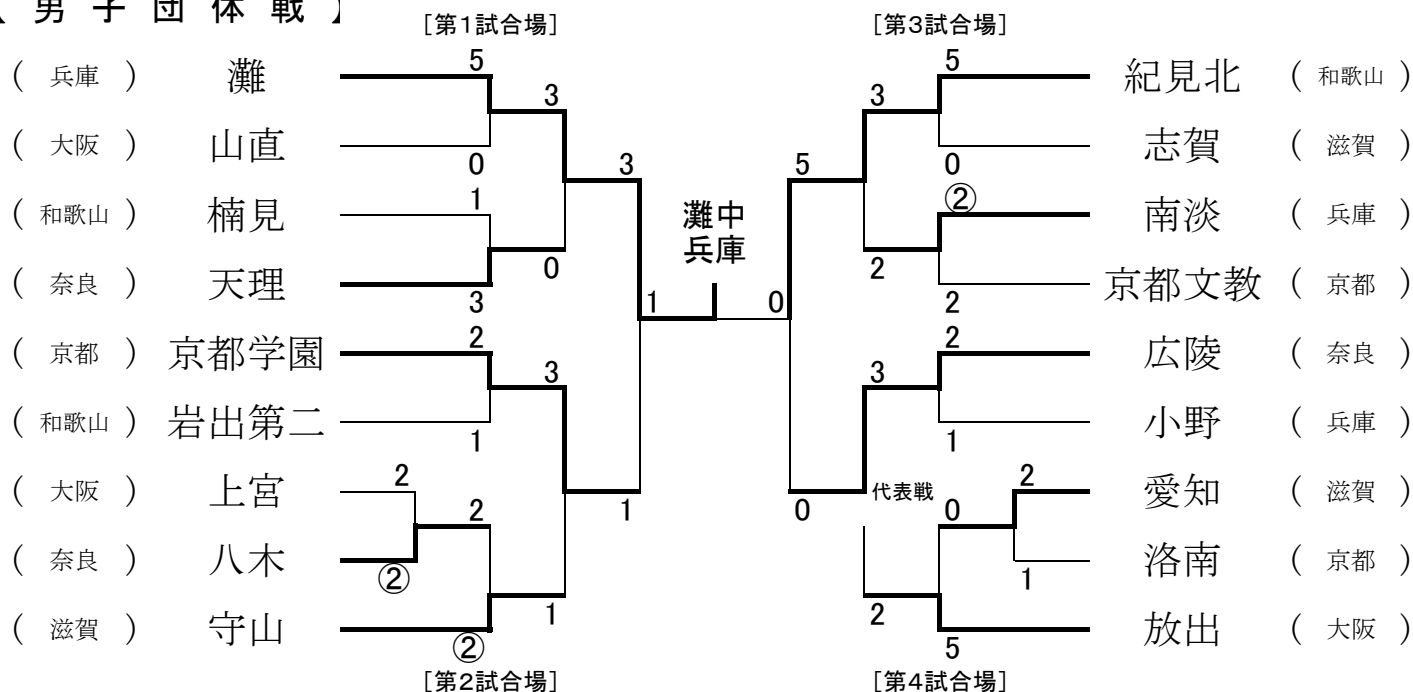 【 男 子 団 体 戦 】
[第1試合場] [第3試合場]
( 兵庫 ) 灘 5 5 紀見北 ( 和歌山 )
3 3
( 大阪 ) 山直 0 3 5 0 志賀 ( 滋賀 )
( 和歌山 ) 楠見 1 灘中 ② 南淡 ( 兵庫 )
兵庫
0 2
( 奈良 ) 天理 3 1 0 2 京都文教 ( 京都 )
( 京都 ) 京都学園 2 2 広陵 ( 奈良 )
3 3
( 和歌山 ) 岩出第二 1 1 小野 ( 兵庫 )
( 大阪 ) 上宮 2 代表戦 2 愛知 ( 滋賀 )
2 1 0 0
( 奈良 ) 八木 ② 1 洛南 ( 京都 )
1 2
( 滋賀 ) 守山 ② 5 放出 ( 大阪 )
[第2試合場] [第4試合場]